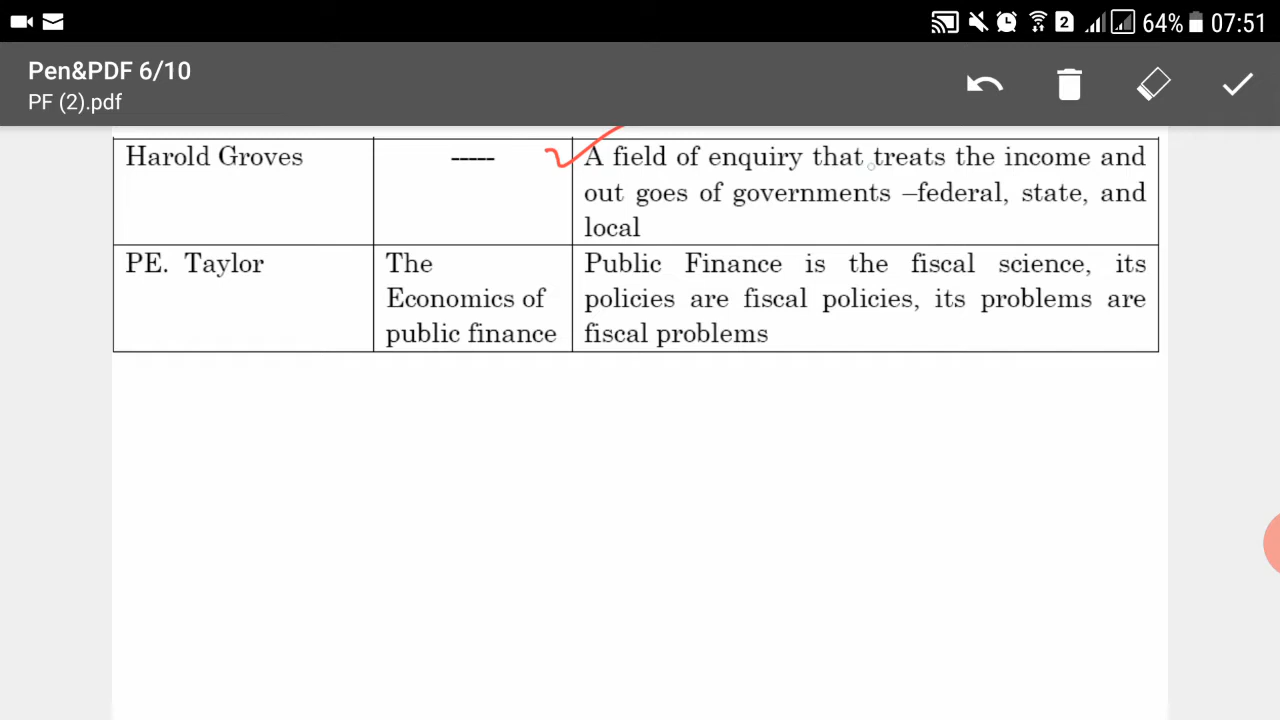 2 64% 07:51
Pen&PDF 6/10
PF (2).pdf
Harold Groves
-----
A field of enquiry that treats the income and
out goes of governments –federal, state, and
local
PE. Taylor
The
Economics of
public finance
Public Finance is the fiscal science, its
policies are fiscal policies, its problems are
fiscal problems